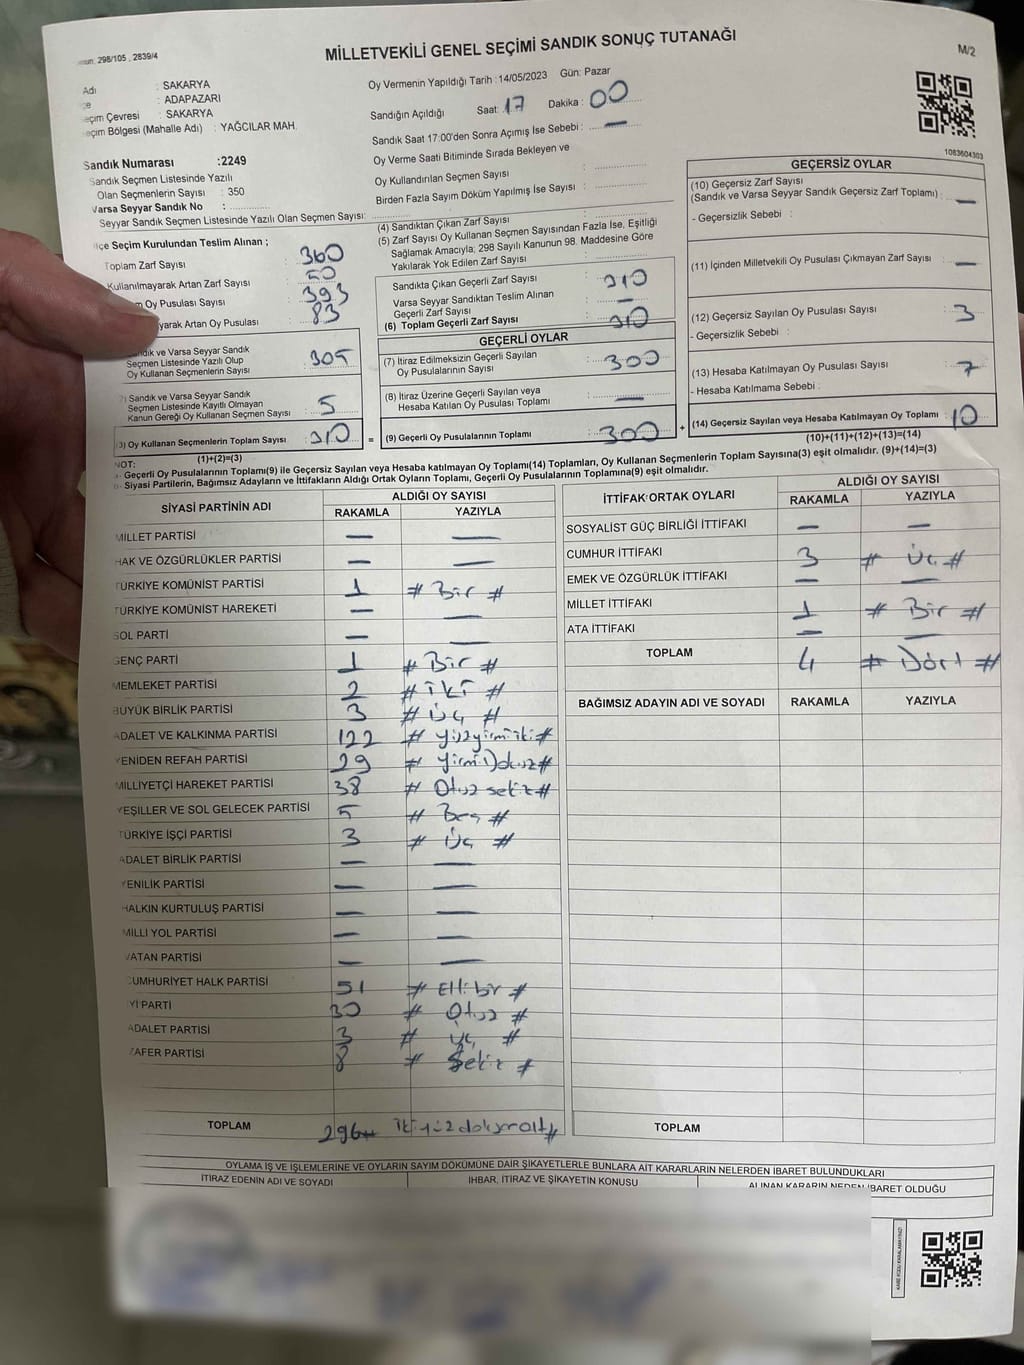 298/105 , 2839/4
MİLLETVEKİLİ GENEL SEÇİMİ SANDIK SONUÇ TUTANAĞI
M/2
Adı : SAKARYA
: ADAPAZARI
eçim Çevresi : SAKARYA
eçim Bölgesi (Mahalle Adı) : YAĞCILAR MAH.
Oy Vermenin Yapıldığı Tarih :14/05/2023 Gün: Pazar
Sandığın Açıldığı Saat: 17 Dakika : 00
Sandık Saat 17:00'den Sonra Açımış İse Sebebi : —
Oy Verme Saati Bitiminde Sırada Bekleyen ve
Oy Kullandırılan Seçmen Sayısı :
Birden Fazla Sayım Döküm Yapılmış İse Sayısı :
1083604303
Sandık Numarası :2249
Sandık Seçmen Listesinde Yazılı
Olan Seçmenlerin Sayısı : 350
Varsa Seyyar Sandık No :
Seyyar Sandık Seçmen Listesinde Yazılı Olan Seçmen Sayısı:
lçe Seçim Kurulundan Teslim Alınan ;
Toplam Zarf Sayısı : 360
Kullanılmayarak Artan Zarf Sayısı : 50
Oy Pusulası Sayısı : 393
yarak Artan Oy Pusulası : 83
Sandık ve Varsa Seyyar Sandık
Seçmen Listesinde Yazılı Olup
Oy Kullanan Seçmenlerin Sayısı : 305
) Sandık ve Varsa Seyyar Sandık
Seçmen Listesinde Kayıtlı Olmayan
Kanun Gereği Oy Kullanan Seçmen Sayısı : 5
3) Oy Kullanan Seçmenlerin Toplam Sayısı : 310 =
(1)+(2)=(3)
(4) Sandıktan Çıkan Zarf Sayısı :
(5) Zarf Sayısı Oy Kullanan Seçmen Sayısından Fazla İse, Eşitliği
Sağlamak Amacıyla; 298 Sayılı Kanunun 98. Maddesine Göre
Yakılarak Yok Edilen Zarf Sayısı :
Sandıkta Çıkan Geçerli Zarf Sayısı : 310
Varsa Seyyar Sandıktan Teslim Alınan
Geçerli Zarf Sayısı : —
(6) Toplam Geçerli Zarf Sayısı : 310
GEÇERLİ OYLAR
(7) İtiraz Edilmeksizin Geçerli Sayılan
Oy Pusulalarının Sayısı : 300
(8) İtiraz Üzerine Geçerli Sayılan veya
Hesaba Katılan Oy Pusulası Toplamı : —
(9) Geçerli Oy Pusulalarının Toplamı : 300 +
GEÇERSİZ OYLAR
(10) Geçersiz Zarf Sayısı
(Sandık ve Varsa Seyyar Sandık Geçersiz Zarf Toplamı) : —
- Geçersizlik Sebebi :
(11) İçinden Milletvekili Oy Pusulası Çıkmayan Zarf Sayısı : —
(12) Geçersiz Sayılan Oy Pusulası Sayısı : 3
- Geçersizlik Sebebi :
(13) Hesaba Katılmayan Oy Pusulası Sayısı : 7
- Hesaba Katılmama Sebebi :
(14) Geçersiz Sayılan veya Hesaba Katılmayan Oy Toplamı : 10
(10)+(11)+(12)+(13)=(14)
NOT:
- Geçerli Oy Pusulalarının Toplamı(9) ile Geçersiz Sayılan veya Hesaba katılmayan Oy Toplamı(14) Toplamları, Oy Kullanan Seçmenlerin Toplam Sayısına(3) eşit olmalıdır. (9)+(14)=(3)
- Siyasi Partilerin, Bağımsız Adayların ve İttifakların Aldığı Ortak Oyların Toplamı, Geçerli Oy Pusulalarının Toplamına(9) eşit olmalıdır.
SİYASİ PARTİNİN ADI
ALDIĞI OY SAYISI
RAKAMLA YAZIYLA
MİLLET PARTİSİ — —
HAK VE ÖZGÜRLÜKLER PARTİSİ — —
TÜRKİYE KOMÜNİST PARTİSİ 1 # Bir #
TÜRKİYE KOMÜNİST HAREKETİ — —
SOL PARTİ — —
GENÇ PARTİ 1 # Bir #
MEMLEKET PARTİSİ 2 # İKİ #
BÜYÜK BİRLİK PARTİSİ 3 # Üç #
ADALET VE KALKINMA PARTİSİ 122 # yüzyirmiiki #
YENİDEN REFAH PARTİSİ 29 # yirmiDokuz #
MİLLİYETÇİ HAREKET PARTİSİ 38 # Otuz sekiz #
YEŞİLLER VE SOL GELECEK PARTİSİ 5 # Beş #
TÜRKİYE İŞÇİ PARTİSİ 3 # Üç #
ADALET BİRLİK PARTİSİ — —
YENİLİK PARTİSİ — —
HALKIN KURTULUŞ PARTİSİ — —
MİLLİ YOL PARTİSİ — —
VATAN PARTİSİ — —
CUMHURİYET HALK PARTİSİ 51 # Ellibir #
İYİ PARTİ 30 # Otuz #
ADALET PARTİSİ 3 # Üç #
ZAFER PARTİSİ 8 # Sekiz #
TOPLAM 296 # ikiyüzdoksanaltı #
İTTİFAK ORTAK OYLARI
ALDIĞI OY SAYISI
RAKAMLA YAZIYLA
SOSYALİST GÜÇ BİRLİĞİ İTTİFAKI — —
CUMHUR İTTİFAKI 3 # Üç #
EMEK VE ÖZGÜRLÜK İTTİFAKI — —
MİLLET İTTİFAKI 1 # Bir #
ATA İTTİFAKI — —
TOPLAM 4 # Dört #
BAĞIMSIZ ADAYIN ADI VE SOYADI RAKAMLA YAZIYLA
TOPLAM
OYLAMA İŞ VE İŞLEMLERİNE VE OYLARIN SAYIM DÖKÜMÜNE DAİR ŞİKAYETLERLE BUNLARA AİT KARARLARIN NELERDEN İBARET BULUNDUKLARI
İTİRAZ EDENİN ADI VE SOYADI
İHBAR, İTİRAZ VE ŞİKAYETİN KONUSU
ALINAN KARARIN NEDEN İBARET OLDUĞU